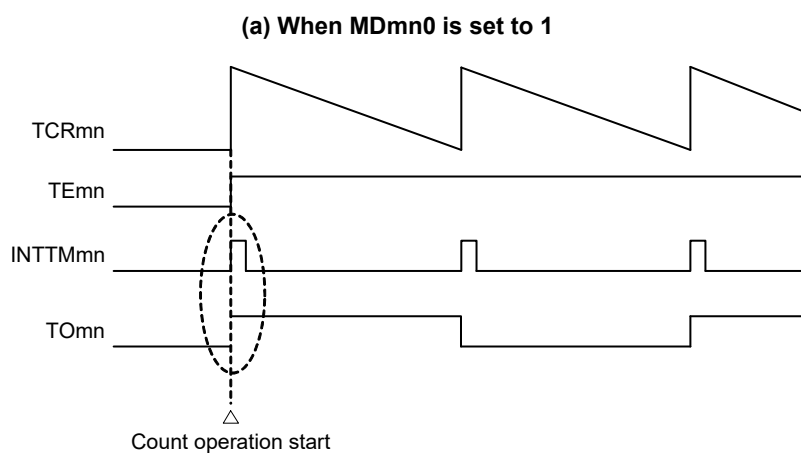 (a) When MDmn0 is set to 1
TCRmn
TEmn
INTTMmn
TOmn
Count operation start